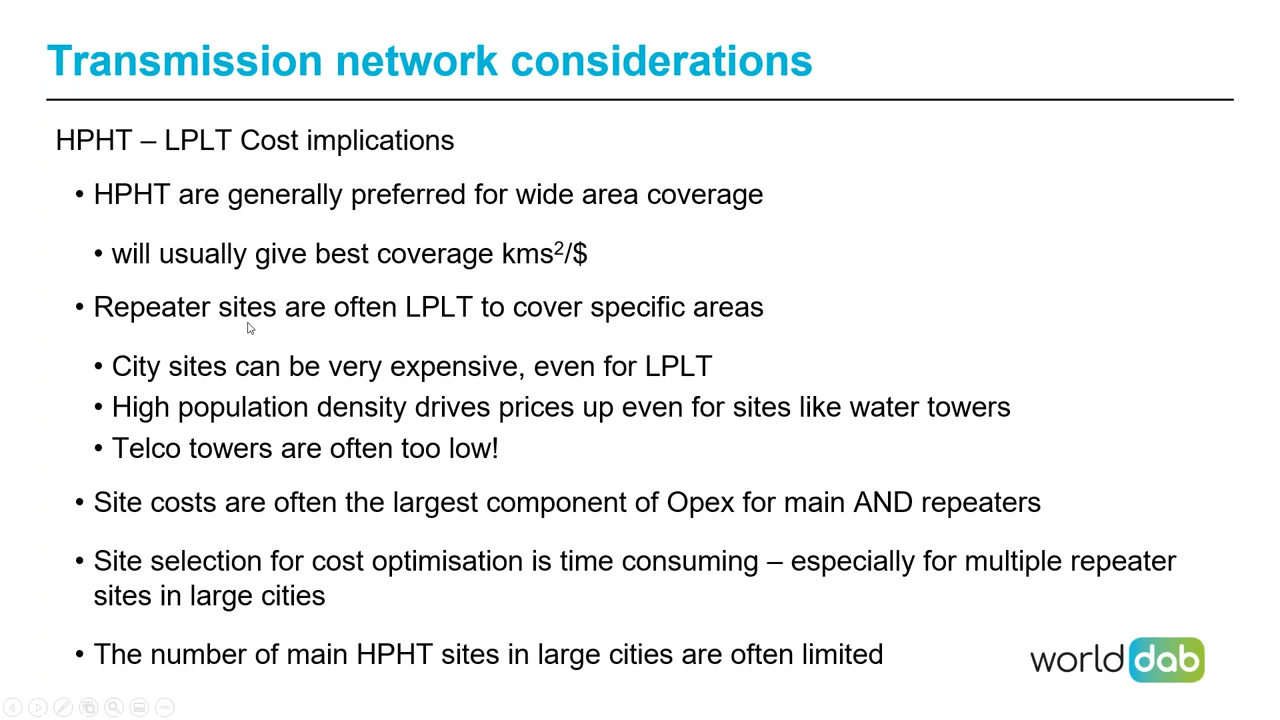 Transmission network considerations
HPHT – LPLT Cost implications
• HPHT are generally preferred for wide area coverage
• will usually give best coverage kms²/$
• Repeater sites are often LPLT to cover specific areas
• City sites can be very expensive, even for LPLT
• High population density drives prices up even for sites like water towers
• Telco towers are often too low!
• Site costs are often the largest component of Opex for main AND repeaters
• Site selection for cost optimisation is time consuming – especially for multiple repeater
sites in large cities
• The number of main HPHT sites in large cities are often limited
world dab